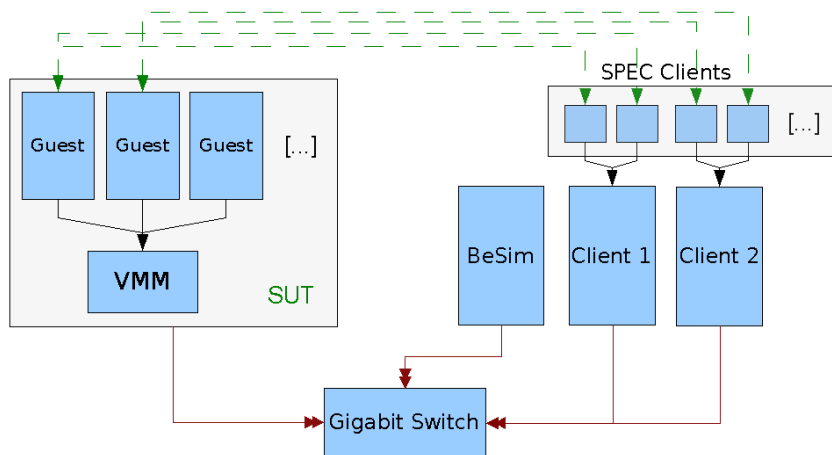 SPEC Clients
Guest
Guest
Guest
[...]
[...]
VMM
SUT
BeSim
Client 1
Client 2
Gigabit Switch